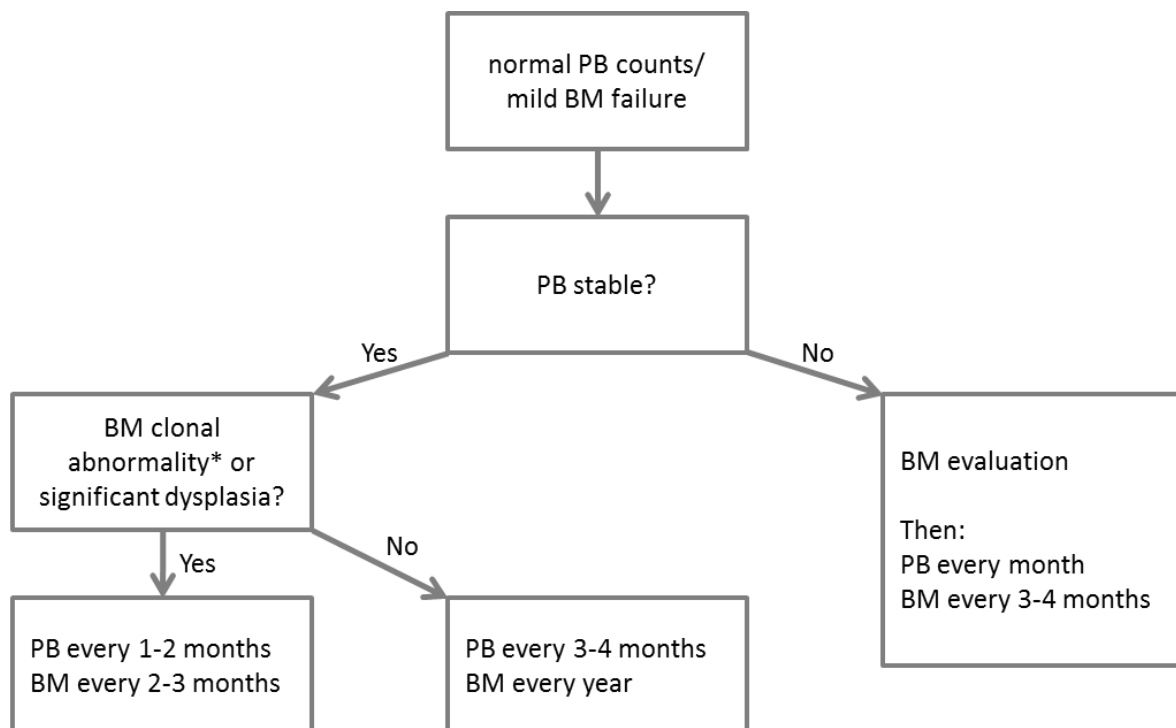 normal PB counts/
mild BM failure
PB stable?
Yes
No
BM clonal
abnormality* or
significant dysplasia?
BM evaluation
Then:
PB every month
BM every 3-4 months
Yes
No
PB every 1-2 months
BM every 2-3 months
PB every 3-4 months
BM every year